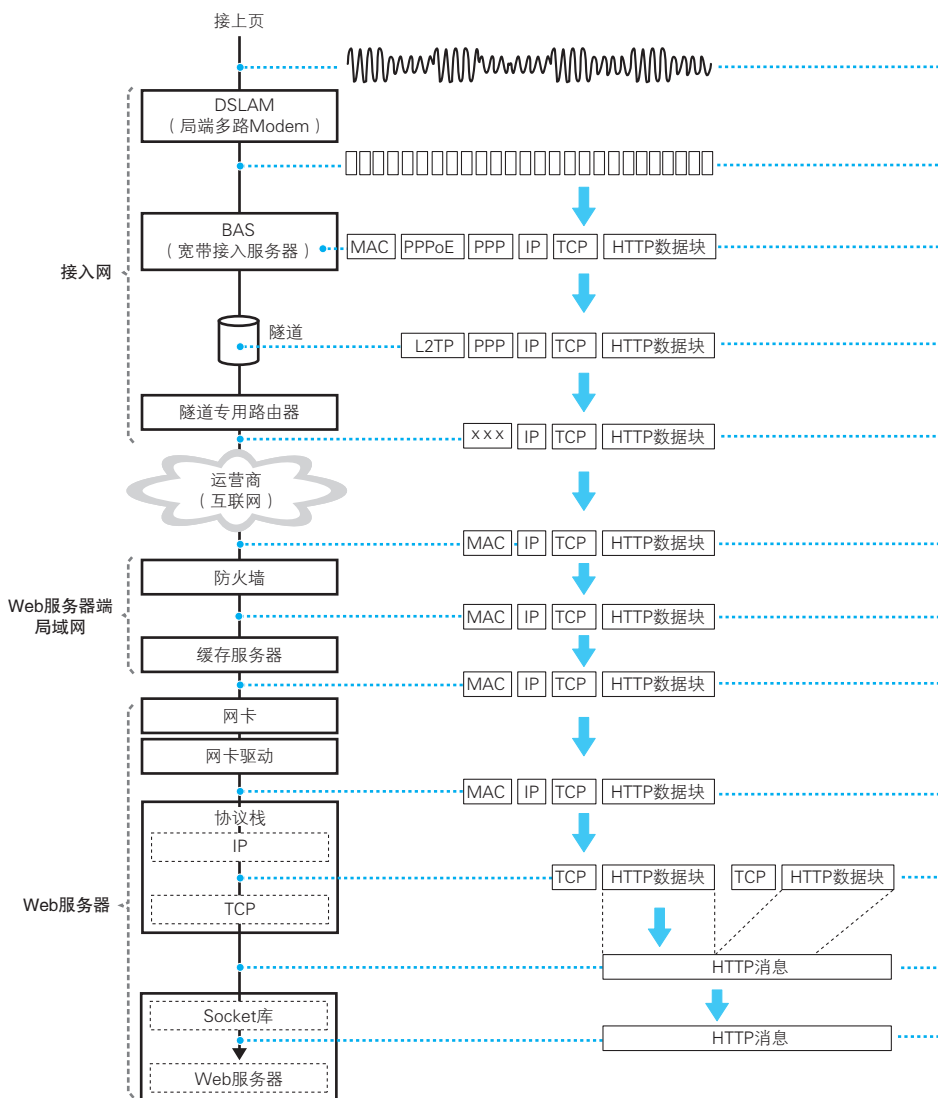 接上页
DSLAM
（局端多路Modem）
BAS
（宽带接入服务器）
MAC PPPoE PPP IP TCP HTTP数据块
接入网
隧道
L2TP PPP IP TCP HTTP数据块
隧道专用路由器
xxx IP TCP HTTP数据块
运营商
（互联网）
MAC IP TCP HTTP数据块
防火墙
Web服务器端
局域网
MAC IP TCP HTTP数据块
缓存服务器
MAC IP TCP HTTP数据块
网卡
网卡驱动
MAC IP TCP HTTP数据块
协议栈
IP
TCP HTTP数据块 TCP HTTP数据块
Web服务器
TCP
HTTP消息
Socket库
HTTP消息
Web服务器